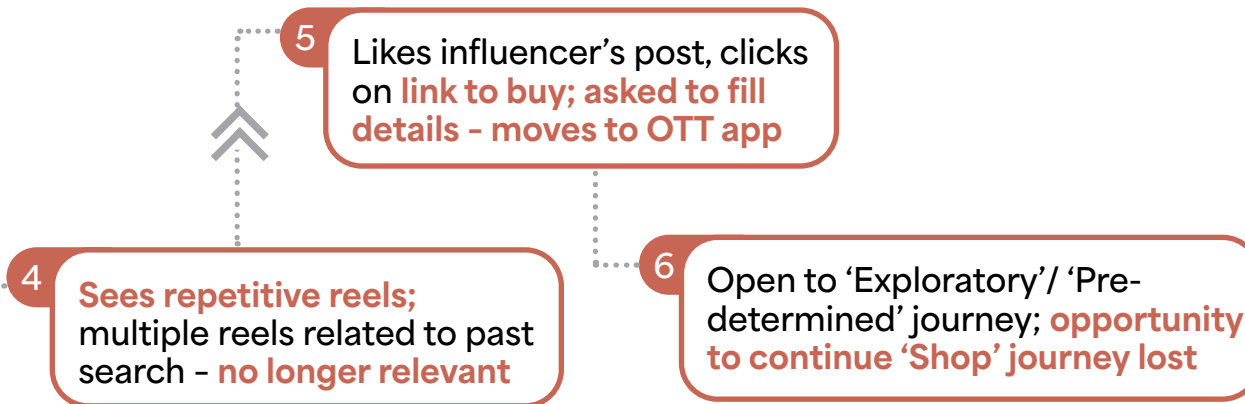 5
Likes influencer’s post, clicks
on link to buy; asked to fill
details – moves to OTT app
4
Sees repetitive reels;
multiple reels related to past
search – no longer relevant
6
Open to ‘Exploratory’/ ‘Pre-
determined’ journey; opportunity
to continue ‘Shop’ journey lost